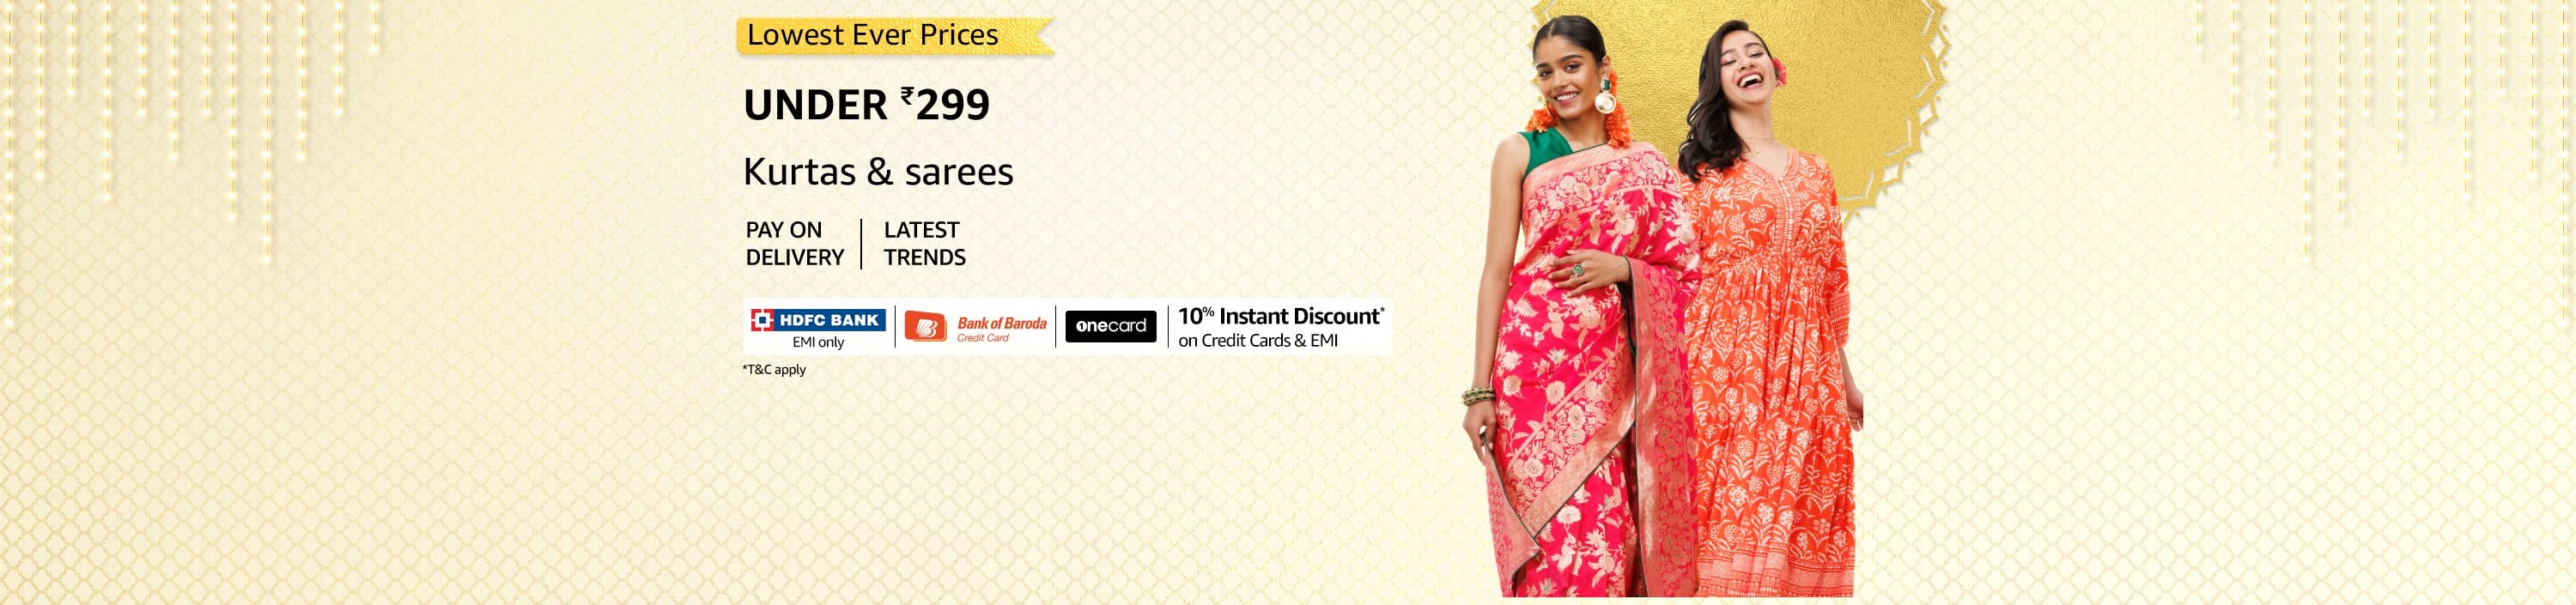 Lowest Ever Prices
UNDER ₹299
Kurtas & sarees
PAY ON
DELIVERY
LATEST
TRENDS
HDFC BANK
EMI only
Bank of Baroda
Credit Card
onecard
10% Instant Discount*
on Credit Cards & EMI
*T&C apply